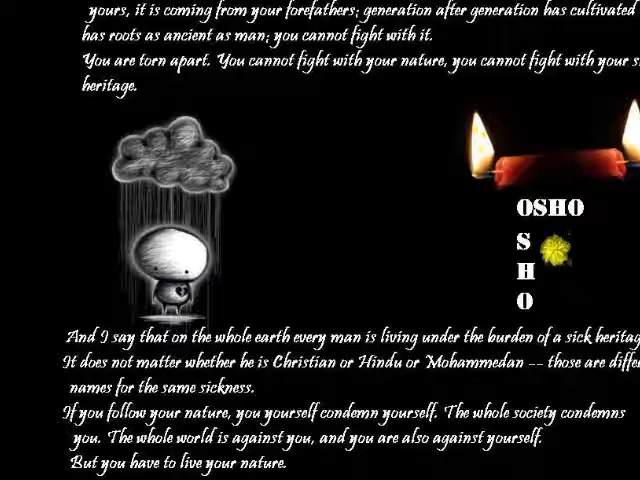 yours, it is coming from your forefathers; generation after generation has cultivated
has roots as ancient as man; you cannot fight with it.
You are torn apart. You cannot fight with your nature, you cannot fight with your
heritage.
OSHO
S
H
O
And I say that on the whole earth every man is living under the burden of a sick
It does not matter whether he is Christian or Hindu or Mohammedan -- those are
names for the same sickness.
If you follow your nature, you yourself condemn yourself. The whole society condemns
you. The whole world is against you, and you are also against yourself.
But you have to live your nature.